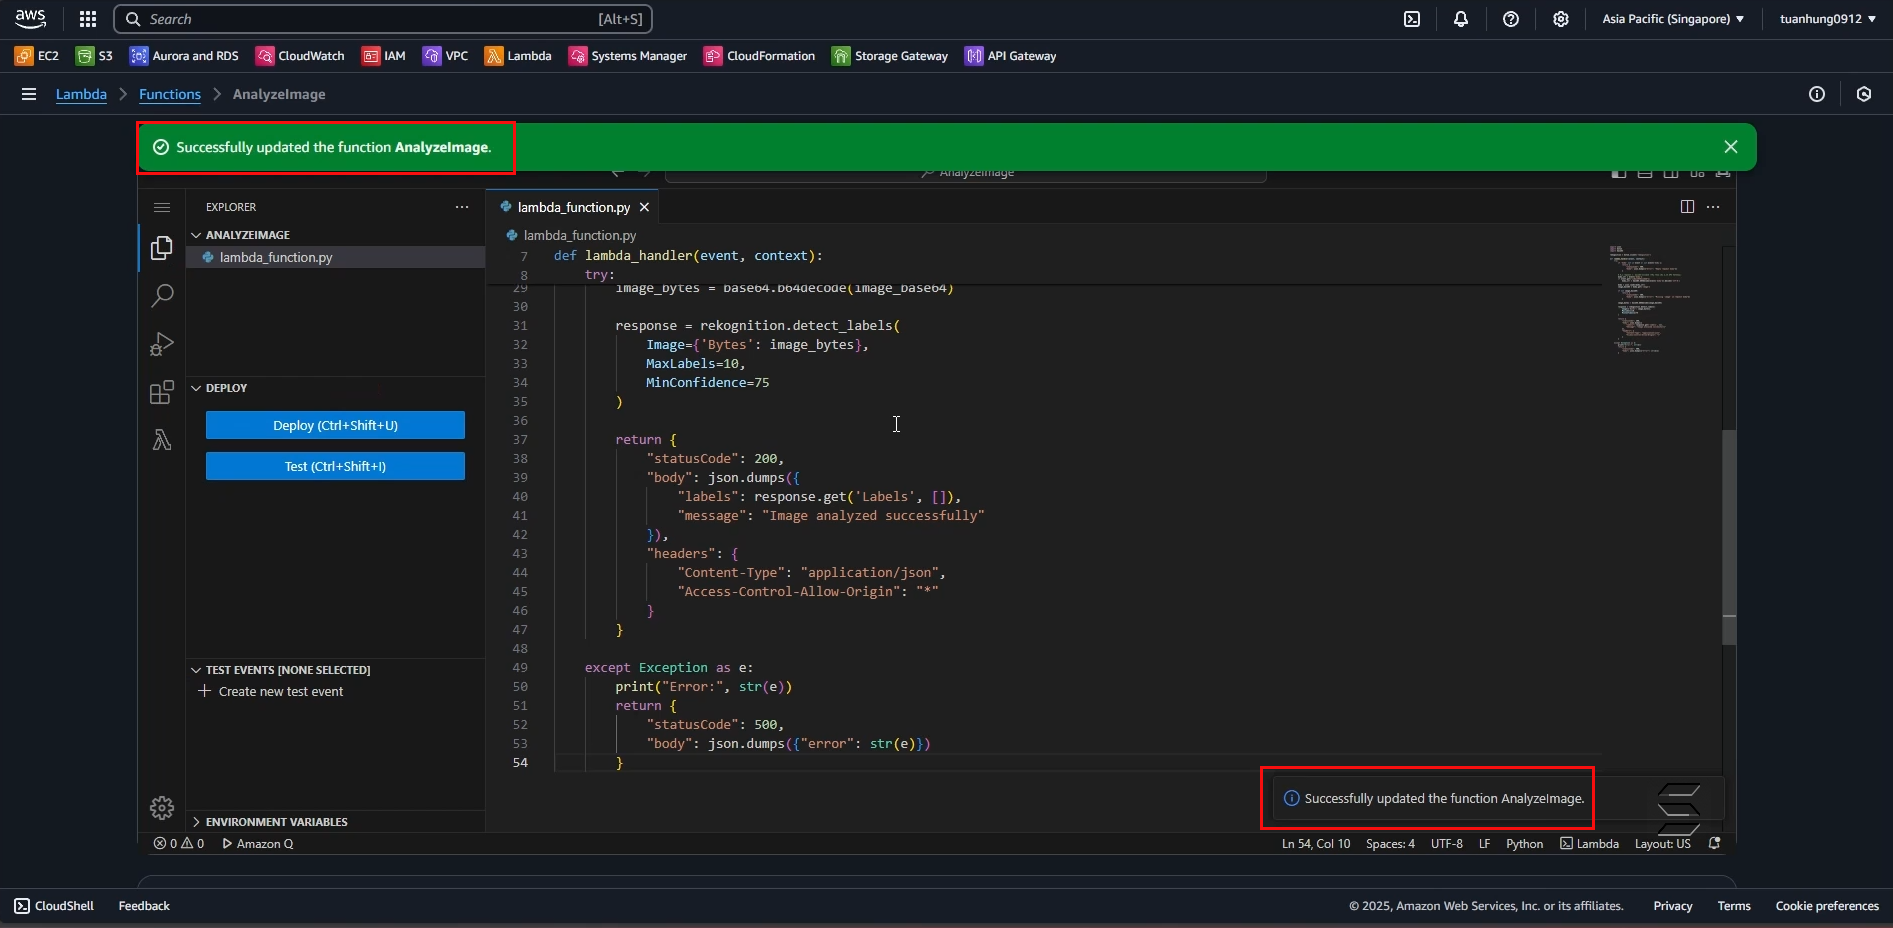 aws
Search [Alt+S]
Asia Pacific (Singapore) ▼
tuanhung0912 ▼
EC2 S3 Aurora and RDS CloudWatch IAM VPC Lambda Systems Manager CloudFormation Storage Gateway API Gateway
Lambda > Functions > AnalyzeImage
Successfully updated the function AnalyzeImage.
AnalyzeImage
EXPLORER
lambda_function.py
ANALYZEIMAGE
lambda_function.py
lambda_function.py
7 def lambda_handler(event, context):
8 try:
29 image_bytes = base64.b64decode(image_base64)
30
31 response = rekognition.detect_labels(
32 Image={'Bytes': image_bytes},
33 MaxLabels=10,
34 MinConfidence=75
35 )
36
37 return {
38 "statusCode": 200,
39 "body": json.dumps({
40 "labels": response.get('Labels', []),
41 "message": "Image analyzed successfully"
42 }),
43 "headers": {
44 "Content-Type": "application/json",
45 "Access-Control-Allow-Origin": "*"
46 }
47 }
48
49 except Exception as e:
50 print("Error:", str(e))
51 return {
52 "statusCode": 500,
53 "body": json.dumps({"error": str(e)})
54 }
DEPLOY
Deploy (Ctrl+Shift+U)
Test (Ctrl+Shift+I)
TEST EVENTS [NONE SELECTED]
Create new test event
ENVIRONMENT VARIABLES
Successfully updated the function AnalyzeImage.
0 0 Amazon Q
Ln 54, Col 10 Spaces: 4 UTF-8 LF Python Lambda Layout: US
CloudShell Feedback
© 2025, Amazon Web Services, Inc. or its affiliates. Privacy Terms Cookie preferences